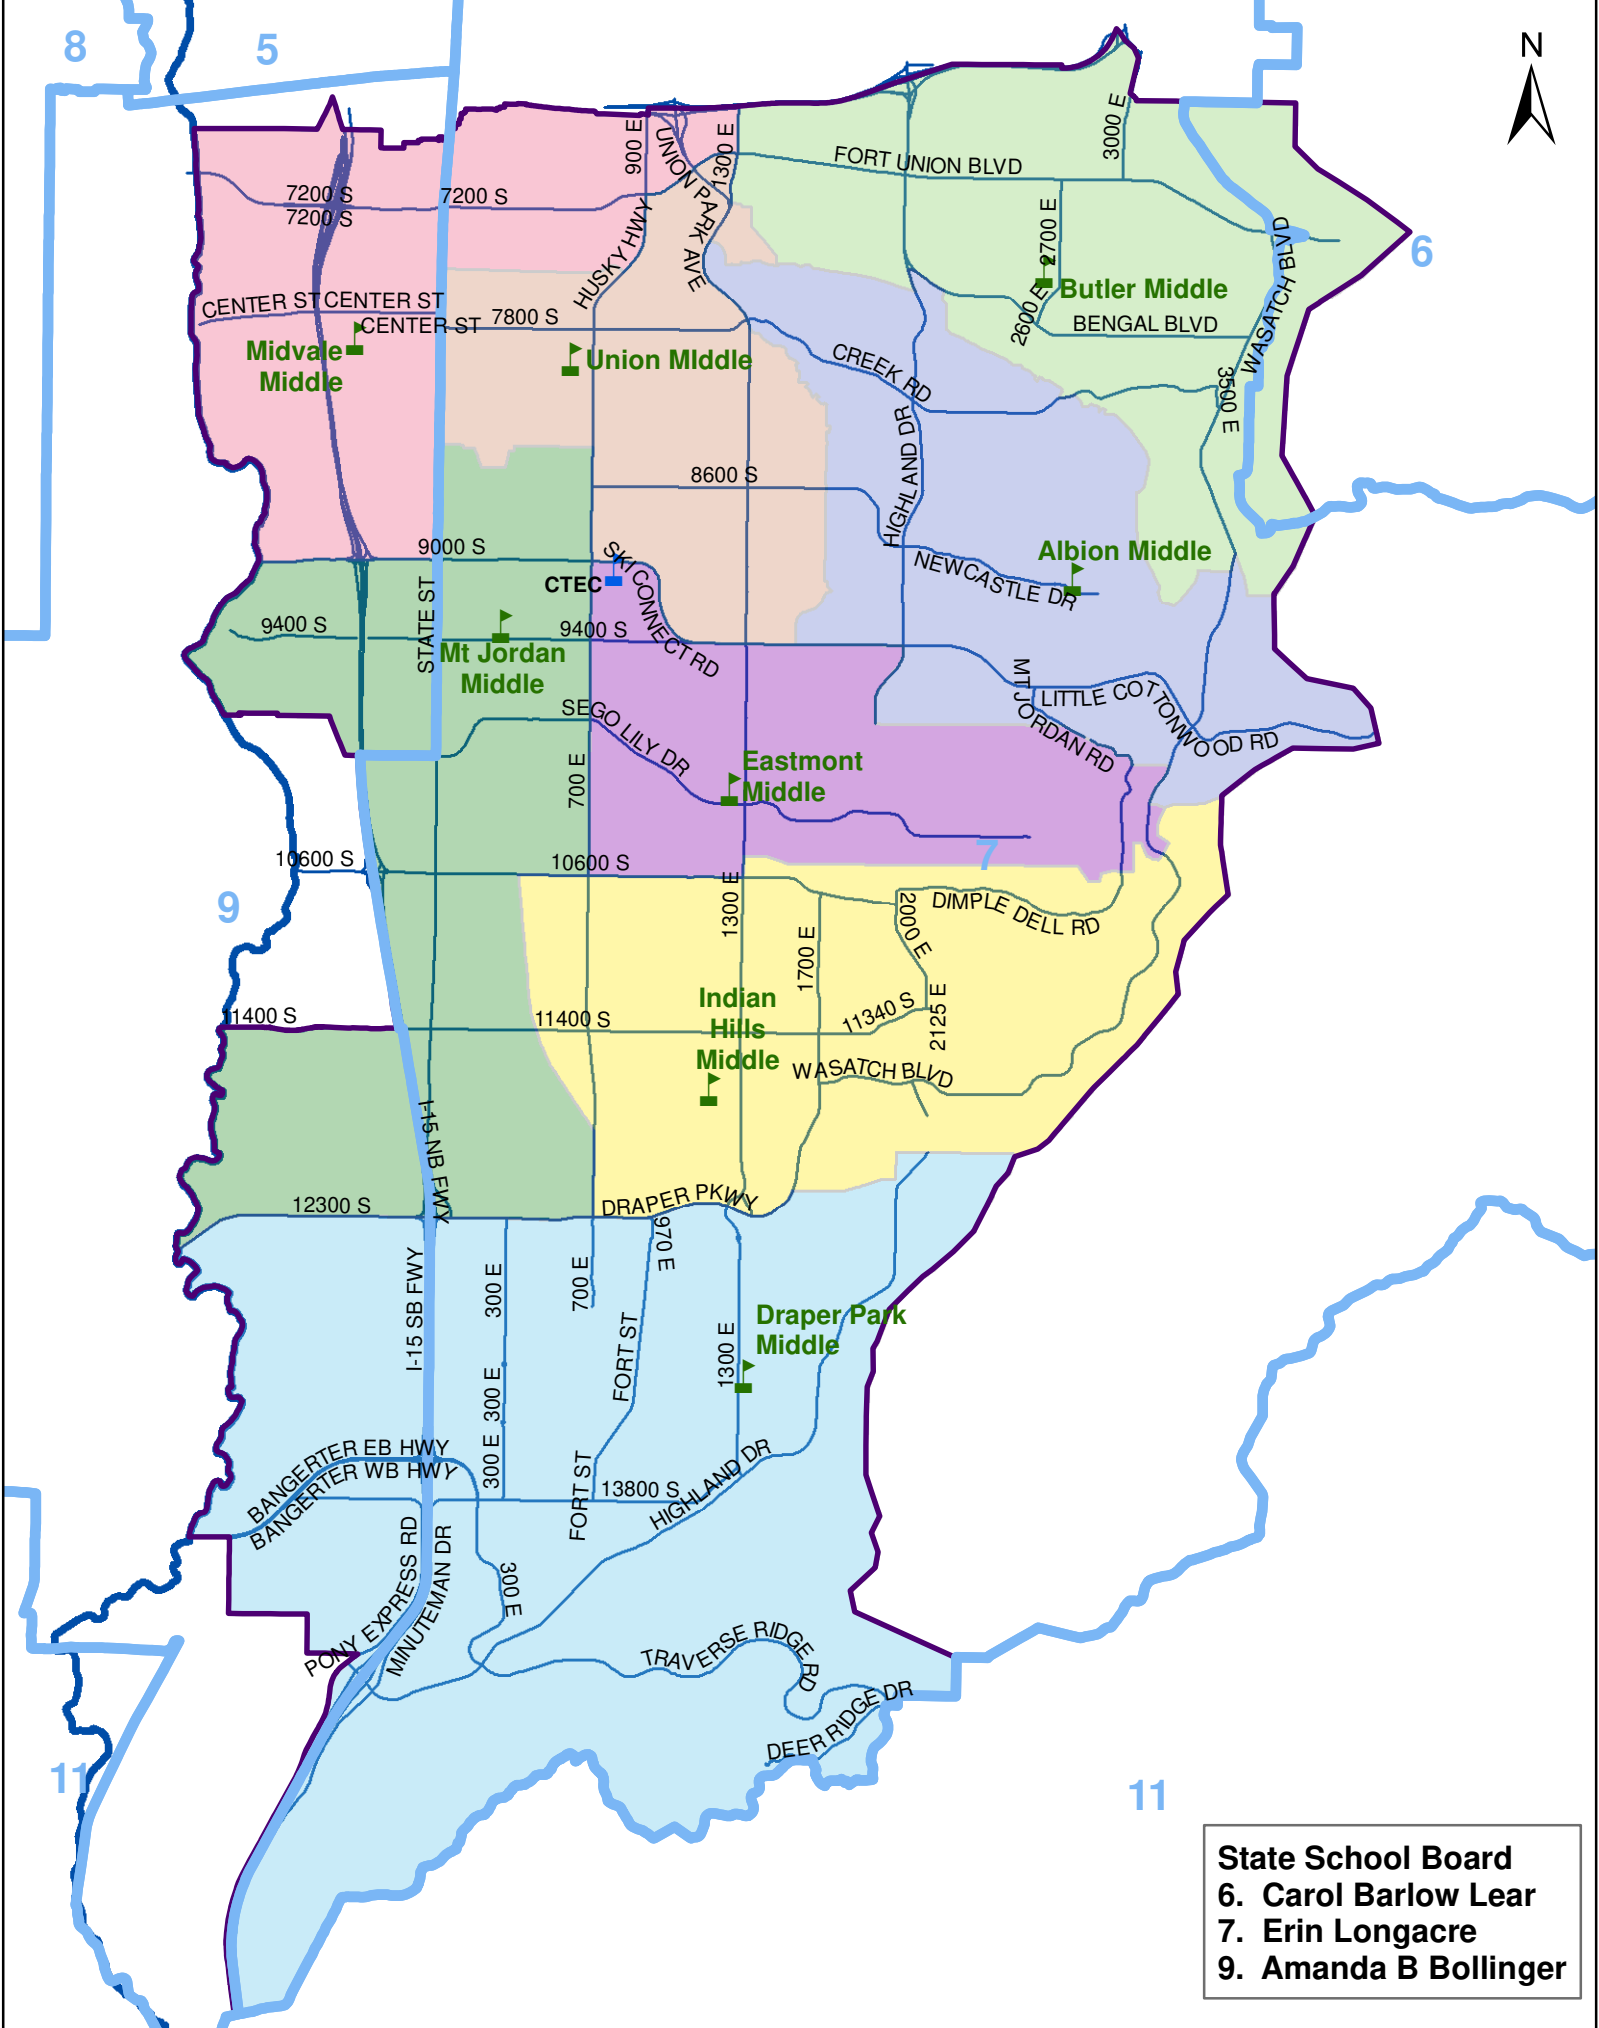 8
5
N
900 E
UNION PARK AVE
1300 E
3000 E
FORT UNION BLVD
7200 S
7200 S
7200 S
HUSKY HWY
2700 E
WASATCH BLVD
6
Butler Middle
2600 E
BENGAL BLVD
CENTER ST
CENTER ST
CENTER ST
7800 S
Midvale
Middle
Union MIddle
CREEK RD
3500 E
HIGHLAND DR
8600 S
9000 S
SKI CONNECT RD
CTEC
Albion Middle
NEWCASTLE DR
STATE ST
9400 S
9400 S
Mt Jordan
Middle
MT JORDAN RD
LITTLE COTTONWOOD RD
SEGO LILY DR
700 E
Eastmont
Middle
10600 S
10600 S
7
9
1300 E
1700 E
2000 E
DIMPLE DELL RD
Indian
Hills
Middle
11400 S
11400 S
11340 S
2125 E
WASATCH BLVD
I-15 NB FWY
12300 S
DRAPER PKWY
970 E
I-15 SB FWY
300 E
700 E
FORT ST
1300 E
Draper Park
Middle
300 E
BANGERTER EB HWY
BANGERTER WB HWY
300 E
FORT ST
13800 S
HIGHLAND DR
PONY EXPRESS RD
MINUTEMAN DR
300 E
TRAVERSE RIDGE RD
DEER RIDGE DR
11
11
State School Board
6. Carol Barlow Lear
7. Erin Longacre
9. Amanda B Bollinger